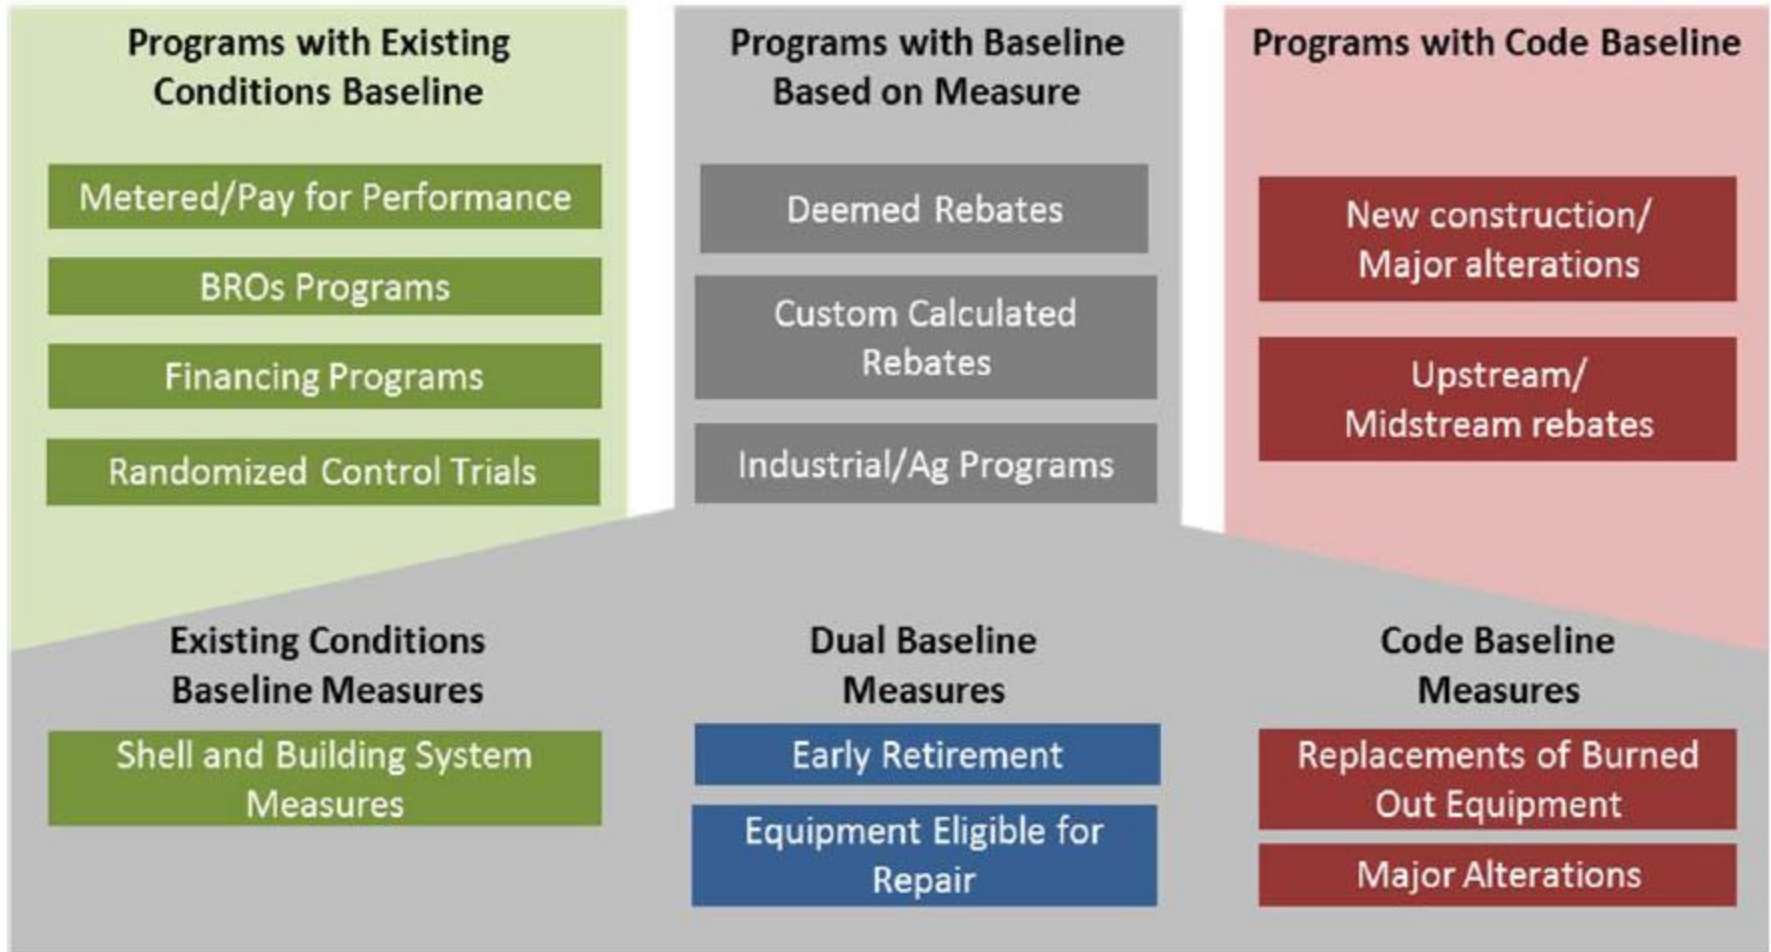 Programs with Existing
Conditions Baseline
Metered/Pay for Performance
BROs Programs
Financing Programs
Randomized Control Trials
Programs with Baseline
Based on Measure
Deemed Rebates
Custom Calculated
Rebates
Industrial/Ag Programs
Programs with Code Baseline
New construction/
Major alterations
Upstream/
Midstream rebates
Existing Conditions
Baseline Measures
Shell and Building System
Measures
Dual Baseline
Measures
Early Retirement
Equipment Eligible for
Repair
Code Baseline
Measures
Replacements of Burned
Out Equipment
Major Alterations